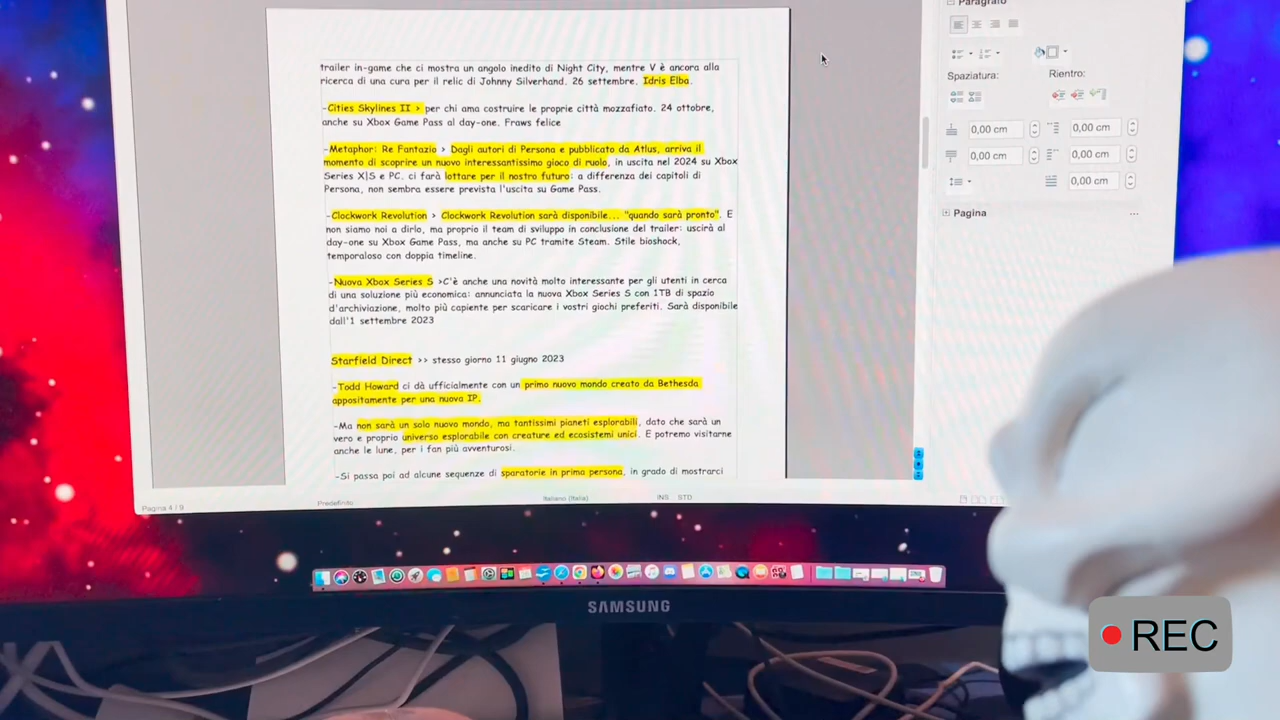 Paragrafo
trailer in-game che ci mostra un angolo inedito di Night City, mentre V è ancora alla
ricerca di una cura per il relic di Johnny Silverhand. 26 settembre. Idris Elba.
Spaziatura:
Rientro:
-Cities Skylines II > per chi ama costruire le proprie città mozzafiato. 24 ottobre,
anche su Xbox Game Pass al day-one. Fraws felice
0,00 cm
0,00 cm
-Metaphor: Re Fantazio > Dagli autori di Persona e pubblicato da Atlus, arriva il
momento di scoprire un nuovo interessantissimo gioco di ruolo, in uscita nel 2024 su Xbox
Series X|S e PC. ci farà lottare per il nostro futuro: a differenza dei capitoli di
Persona, non sembra essere prevista l'uscita su Game Pass.
0,00 cm
0,00 cm
0,00 cm
-Clockwork Revolution > Clockwork Revolution sarà disponibile... "quando sarà pronto". E
non siamo noi a dirlo, ma proprio il team di sviluppo in conclusione del trailer: uscirà al
day-one su Xbox Game Pass, ma anche su PC tramite Steam. Stile bioshock,
temporaloso con doppia timeline.
Pagina
-Nuova Xbox Series S >C'è anche una novità molto interessante per gli utenti in cerca
di una soluzione più economica: annunciata la nuova Xbox Series S con 1TB di spazio
d'archiviazione, molto più capiente per scaricare i vostri giochi preferiti. Sarà disponibile
dall'1 settembre 2023
Starfield Direct >> stesso giorno 11 giugno 2023
-Todd Howard ci dà ufficialmente con un primo nuovo mondo creato da Bethesda
appositamente per una nuova IP.
-Ma non sarà un solo nuovo mondo, ma tantissimi pianeti esplorabili, dato che sarà un
vero e proprio universo esplorabile con creature ed ecosistemi unici. E potremo visitarne
anche le lune, per i fan più avventurosi.
-Si passa poi ad alcune sequenze di sparatorie in prima persona, in grado di mostrarci
Pagina 4 / 9
Predefinito
Italiano (Italia)
INS
STD
SAMSUNG
REC